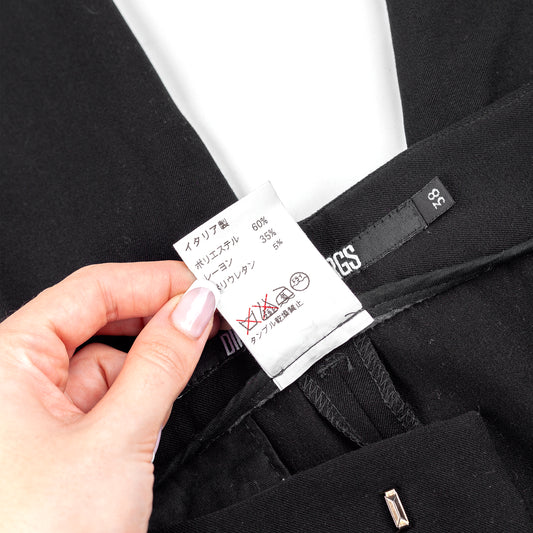 イタリア製
ポリエステル 60%
レーヨン 35%
ポリウレタン 5%
タンブル乾燥禁止
38
RGS